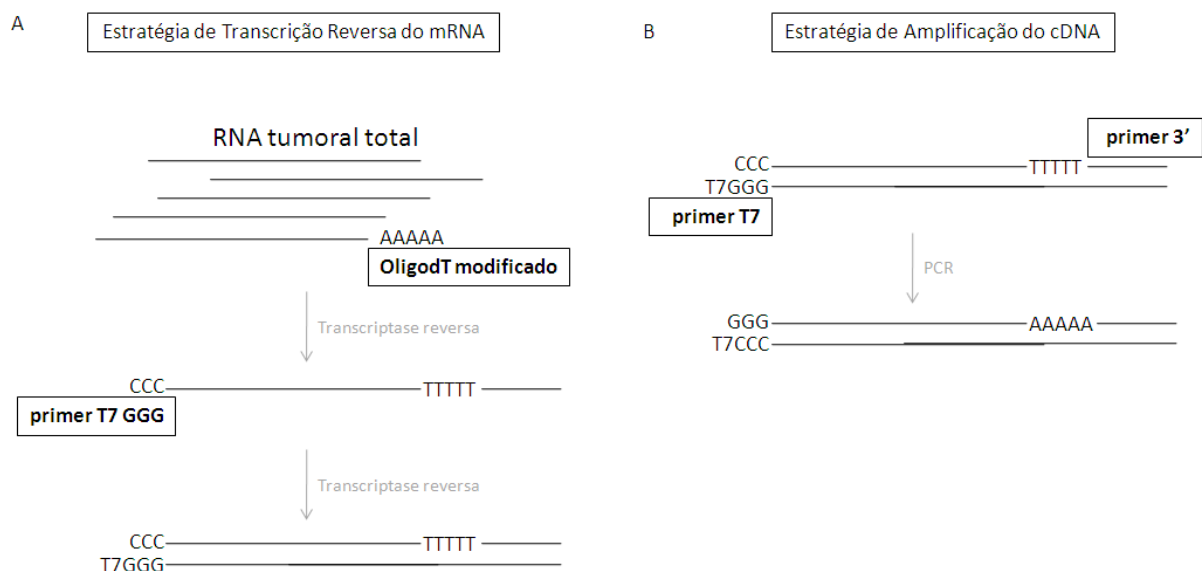 A
Estratégia de Transcrição Reversa do mRNA
RNA tumoral total
AAAAA
OligodT modificado
Transcriptase reversa
CCC TTTTT
primer T7 GGG
Transcriptase reversa
CCC TTTTT
T7GGG
B
Estratégia de Amplificação do cDNA
primer 3'
CCC TTTTT
T7GGG
primer T7
PCR
GGG AAAAA
T7CCC